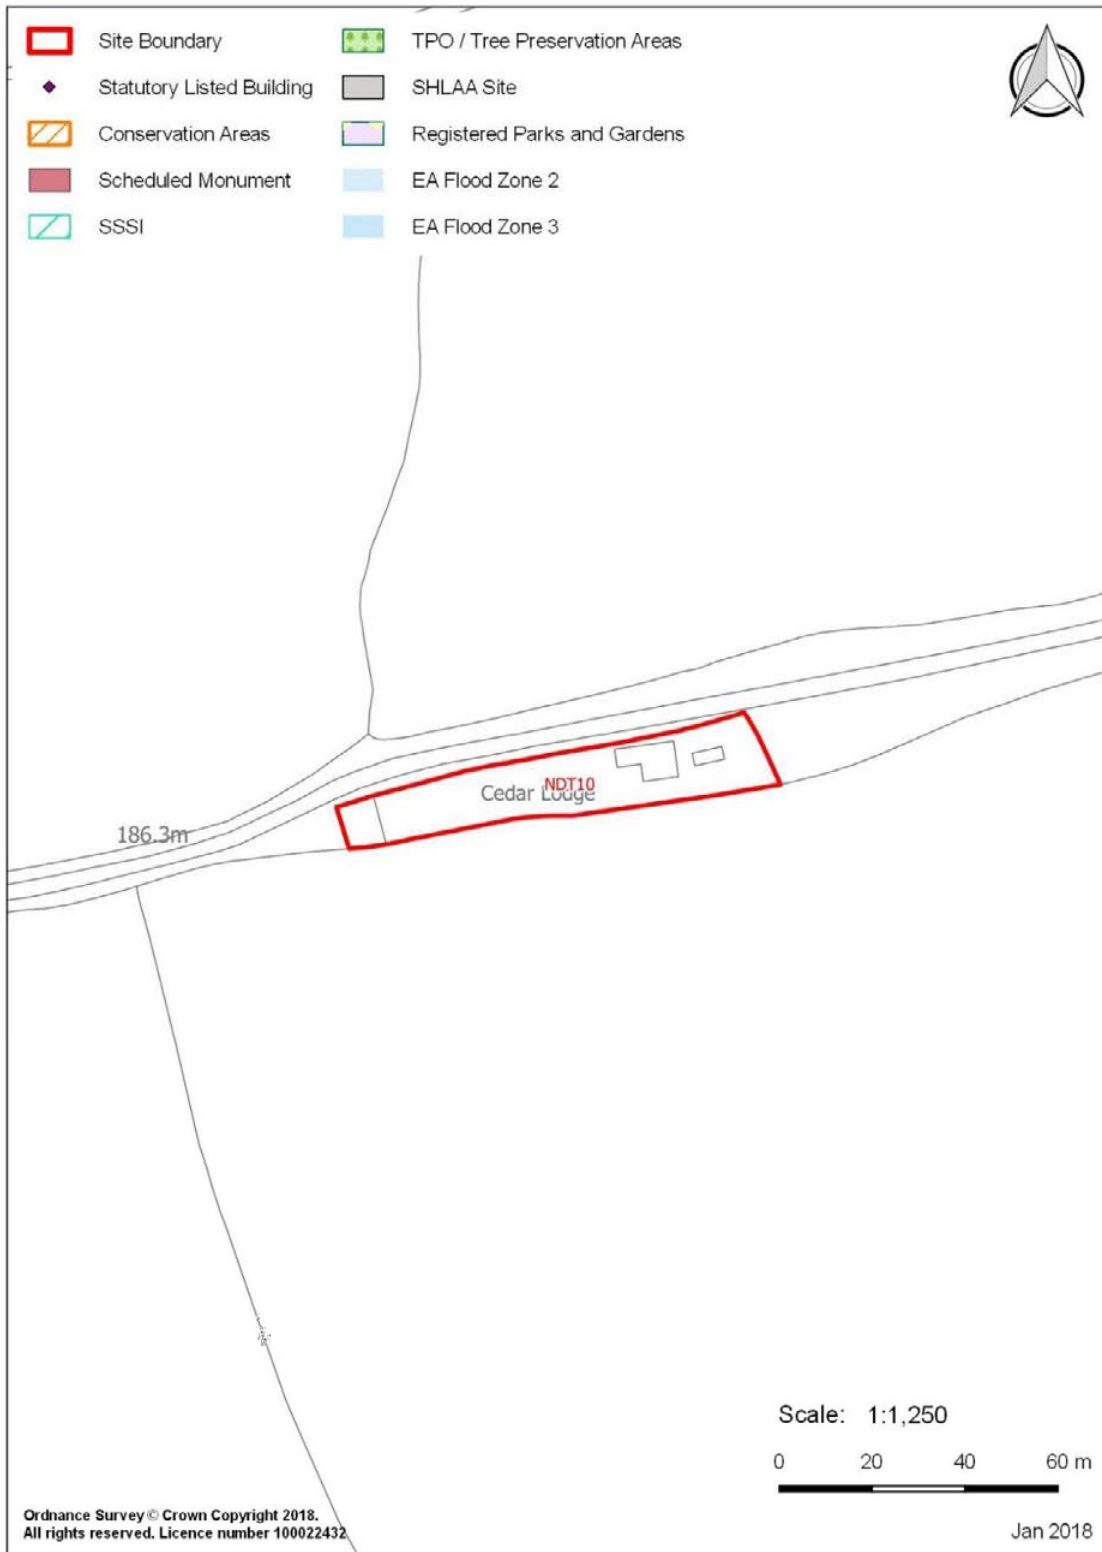 Site Boundary
Statutory Listed Building
Conservation Areas
Scheduled Monument
SSSI
TPO / Tree Preservation Areas
SHLAA Site
Registered Parks and Gardens
EA Flood Zone 2
EA Flood Zone 3
NDT10
Cedar Lodge
186.3m
Scale: 1:1,250
0 20 40 60 m
Ordnance Survey © Crown Copyright 2018.
All rights reserved. Licence number 100022432
Jan 2018